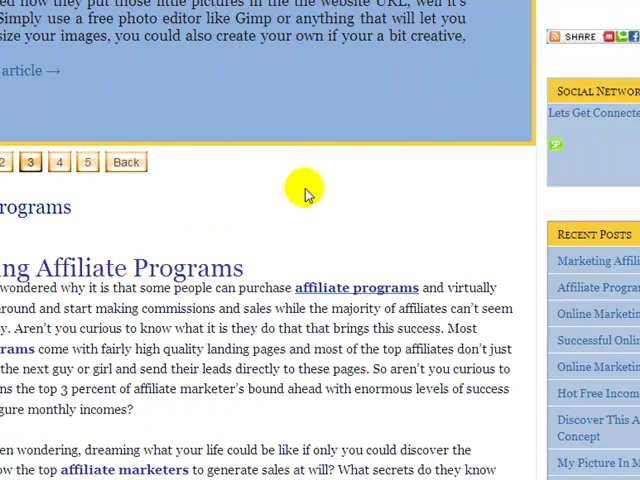 ed how they put those little pictures in the the website URL, well it's
Simply use a free photo editor like Gimp or anything that will let you
size your images, you could also create your own if your a bit creative,
article →
SHARE
2 3 4 5 Back
Social Networ
Lets Get Connecte
rograms
Recent Posts
ng Affiliate Programs
wondered why it is that some people can purchase affiliate programs and virtually
round and start making commissions and sales while the majority of affiliates can't seem
y. Aren't you curious to know what it is they do that that brings this success. Most
rams come with fairly high quality landing pages and most of the top affiliates don't just
the next guy or girl and send their leads directly to these pages. So aren't you curious to
ns the top 3 percent of affiliate marketer's bound ahead with enormous levels of success
gure monthly incomes?
en wondering, dreaming what your life could be like if only you could discover the
ow the top affiliate marketers to generate sales at will? What secrets do they know
Marketing Affili
Affiliate Progra
Online Marketin
Successful Onli
Online Marketin
Hot Free Incom
Discover This A
Concept
My Picture In M